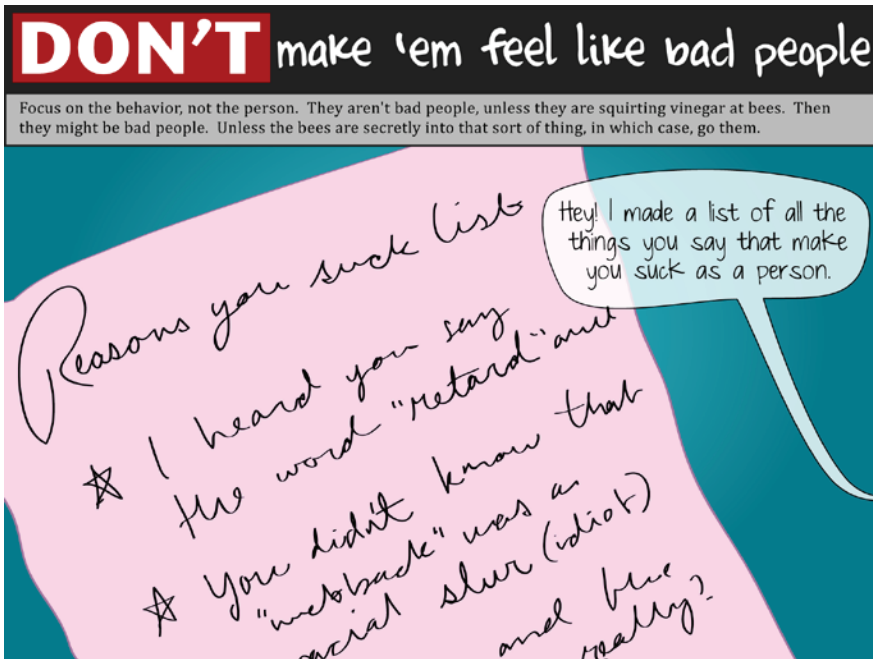 DON'T make 'em feel like bad people
Focus on the behavior, not the person. They aren't bad people, unless they are squirting vinegar at bees. Then
they might be bad people. Unless the bees are secretly into that sort of thing, in which case, go them.
Hey! I made a list of all the
things you say that make
you suck as a person.
Reasons you suck list
☆ I heard you say
the word "retard" and
☆ You didn't know that
"wetback" was a
racial slur (idiot)
and
really?